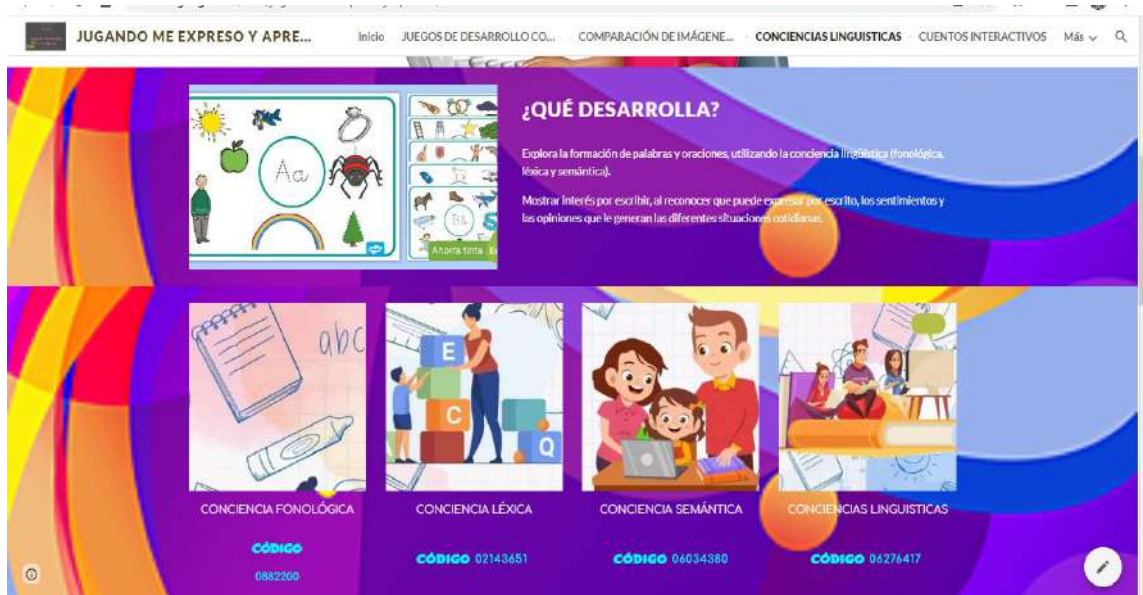 JUGANDO ME EXPRESO Y APRE...
Inicio
JUEGOS DE DESARROLLO CO...
COMPARACIÓN DE IMÁGENE...
CONCIENCIAS LINGUISTICAS
CUENTOS INTERACTIVOS
Más
¿QUÉ DESARROLLA?
Explora la formación de palabras y oraciones, utilizando la conciencia lingüística (fonológica,
léxica y semántica).
Mostrar interés por escribir, al reconocer que puede expresar por escrito, los sentimientos y
las opiniones que le generan las diferentes situaciones cotidianas.
Aa
Bb
Ahorra tinta
abc
E
C
Q
CONCIENCIA FONOLÓGICA
CONCIENCIA LÉXICA
CONCIENCIA SEMÁNTICA
CONCIENCIAS LINGUISTICAS
CÓDIGO
0882200
CÓDIGO 02143651
CÓDIGO 06034380
CÓDIGO 06276417